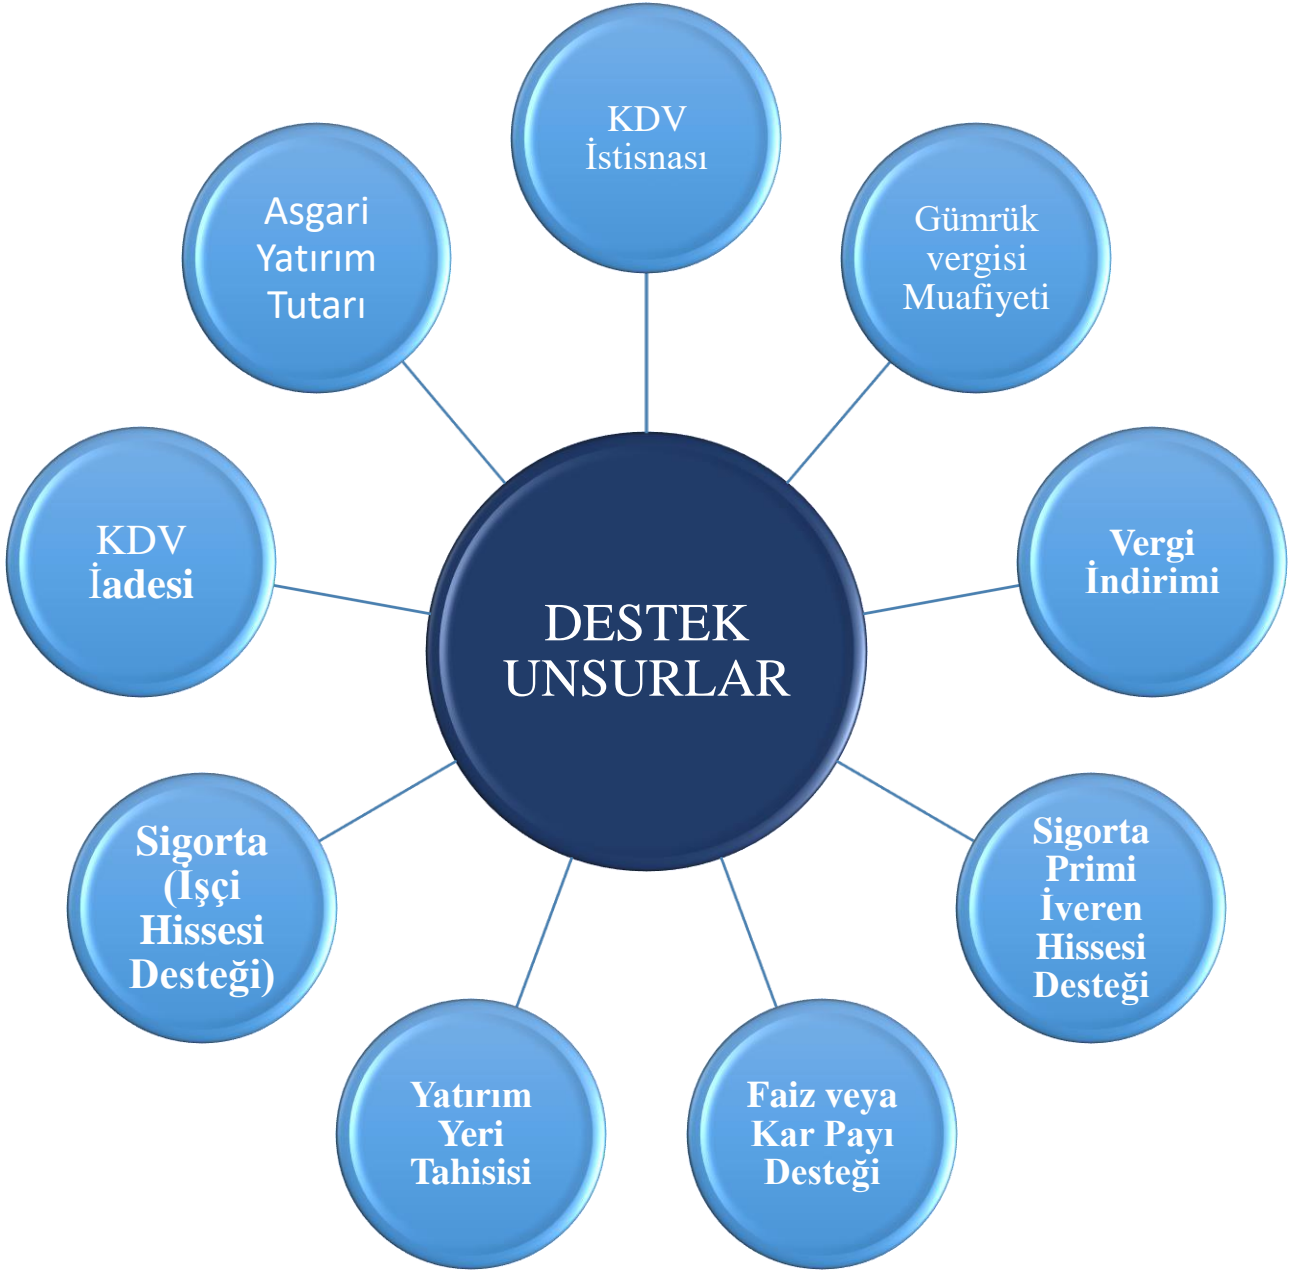 KDV
İstisnası
Gümrük
vergisi
Muafiyeti
Vergi
İndirimi
Sigorta
Primi
İveren
Hissesi
Desteği
Faiz veya
Kar Payı
Desteği
Yatırım
Yeri
Tahisisi
Sigorta
(İşçi
Hissesi
Desteği)
KDV
İadesi
Asgari
Yatırım
Tutarı
DESTEK
UNSURLAR